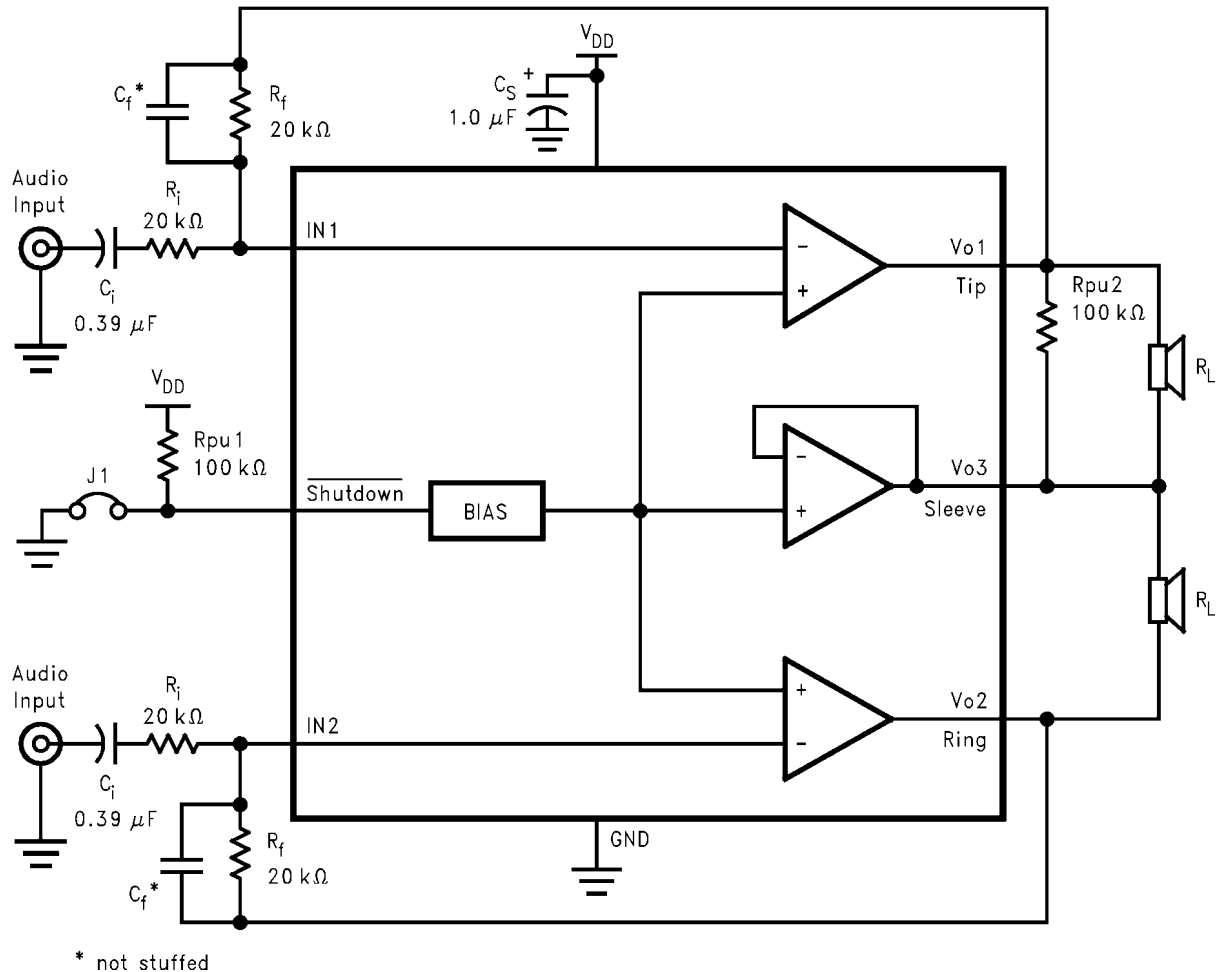 V_DD
C_S +
1.0 μF
C_f*
R_f
20 kΩ
Audio
Input
R_i
20 kΩ
C_i
0.39 μF
IN1
-
+
Vo1
Tip
Rpu2
100 kΩ
R_L
V_DD
Rpu1
100 kΩ
J1
Shutdown
BIAS
-
+
Vo3
Sleeve
R_L
Audio
Input
R_i
20 kΩ
C_i
0.39 μF
IN2
+
-
Vo2
Ring
GND
R_f
20 kΩ
C_f*
* not stuffed